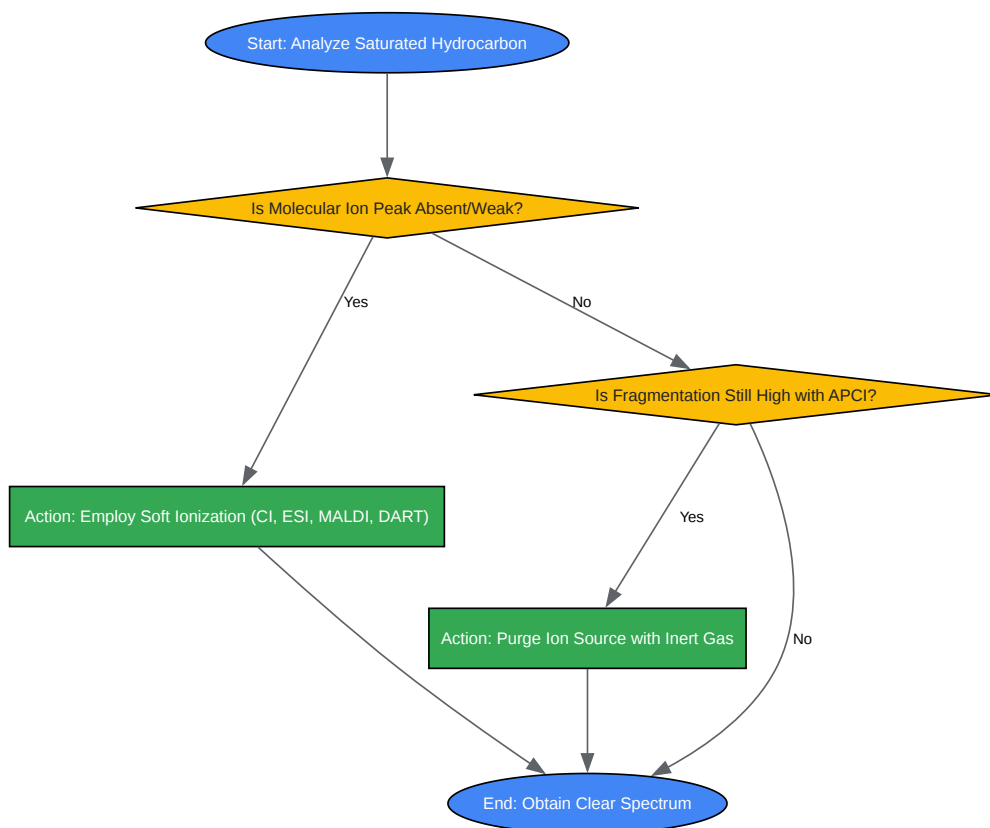 Start: Analyze Saturated Hydrocarbon
Is Molecular Ion Peak Absent/Weak?
Yes
No
Is Fragmentation Still High with APCI?
Action: Employ Soft Ionization (CI, ESI, MALDI, DART)
Yes
Action: Purge Ion Source with Inert Gas
No
End: Obtain Clear Spectrum